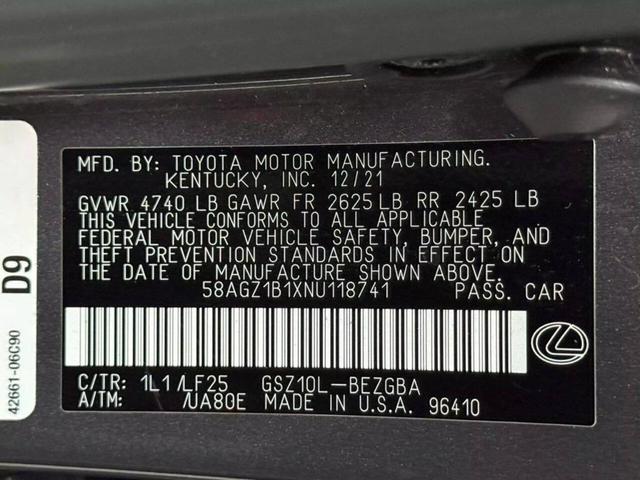 MFD. BY: TOYOTA MOTOR MANUFACTURING.
KENTUCKY, INC. 12/21
GVWR 4740 LB GAWR FR 2625 LB RR 2425 LB
THIS VEHICLE CONFORMS TO ALL APPLICABLE
FEDERAL MOTOR VEHICLE SAFETY, BUMPER, AND
THEFT PREVENTION STANDARDS IN EFFECT ON
THE DATE OF MANUFACTURE SHOWN ABOVE.
58AGZ1B1XNU118741 PASS. CAR
C/TR: 1L1/LF25 GSZ10L-BEZGBA
A/TM: /UA80E MADE IN U.S.A. 96410
D9
42661-06C90